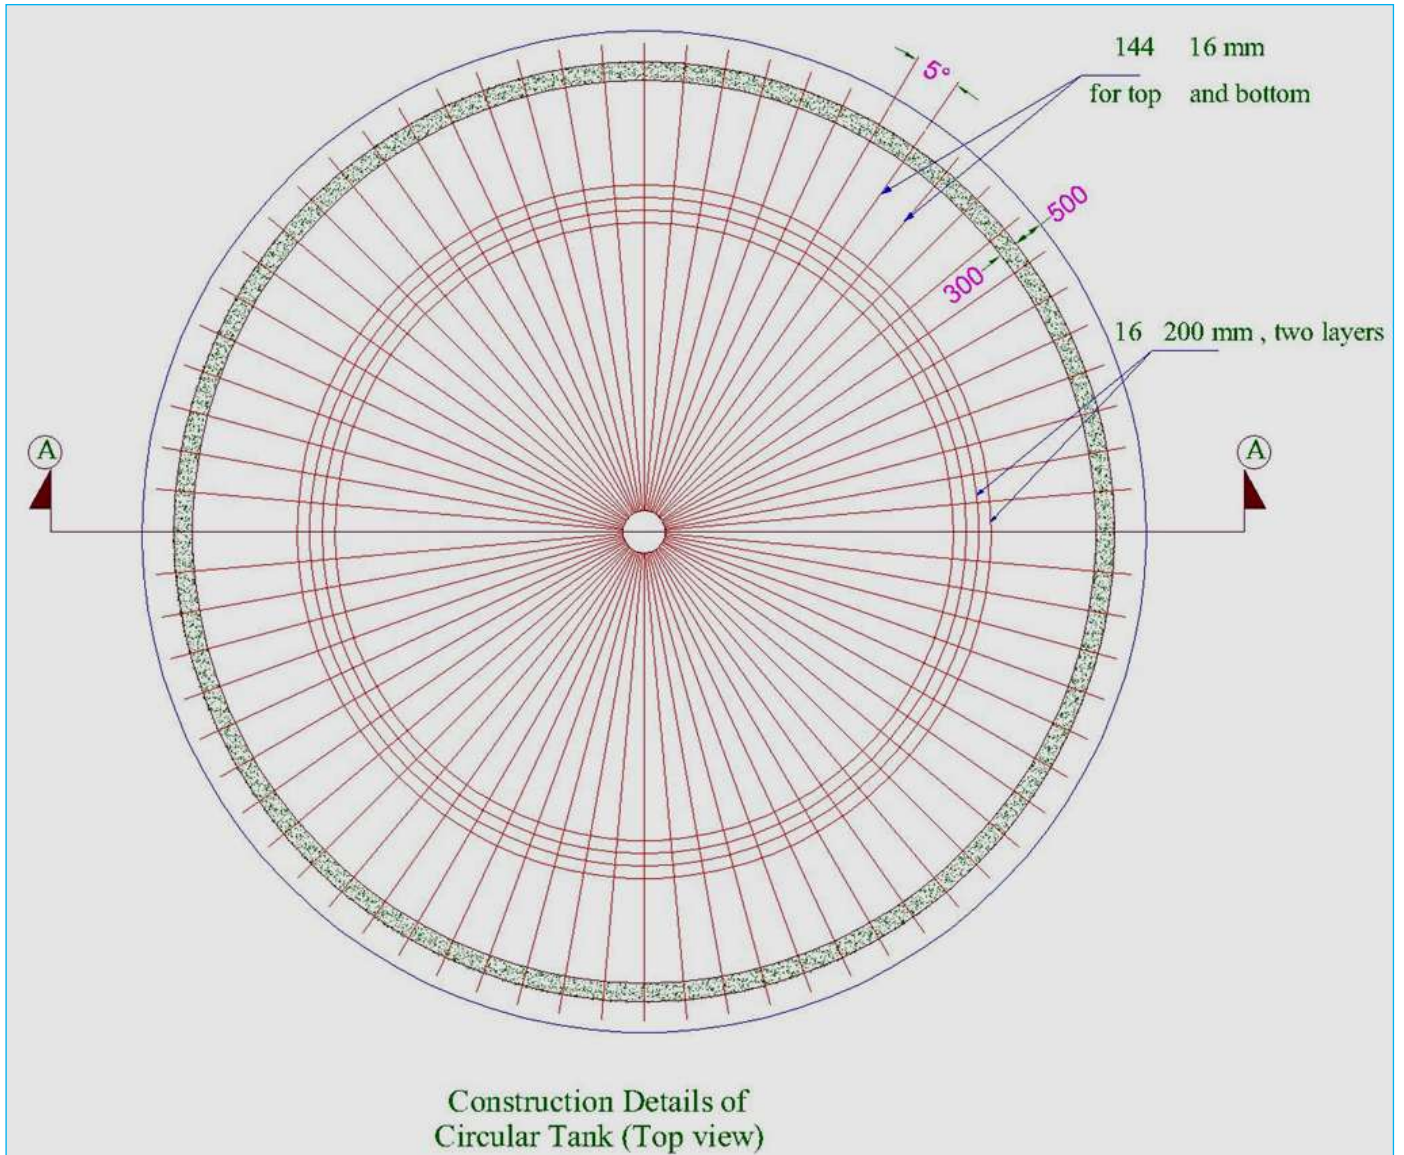 144 16 mm
for top and bottom
5°
500
300
16 200 mm , two layers
A
A
Construction Details of
Circular Tank (Top view)